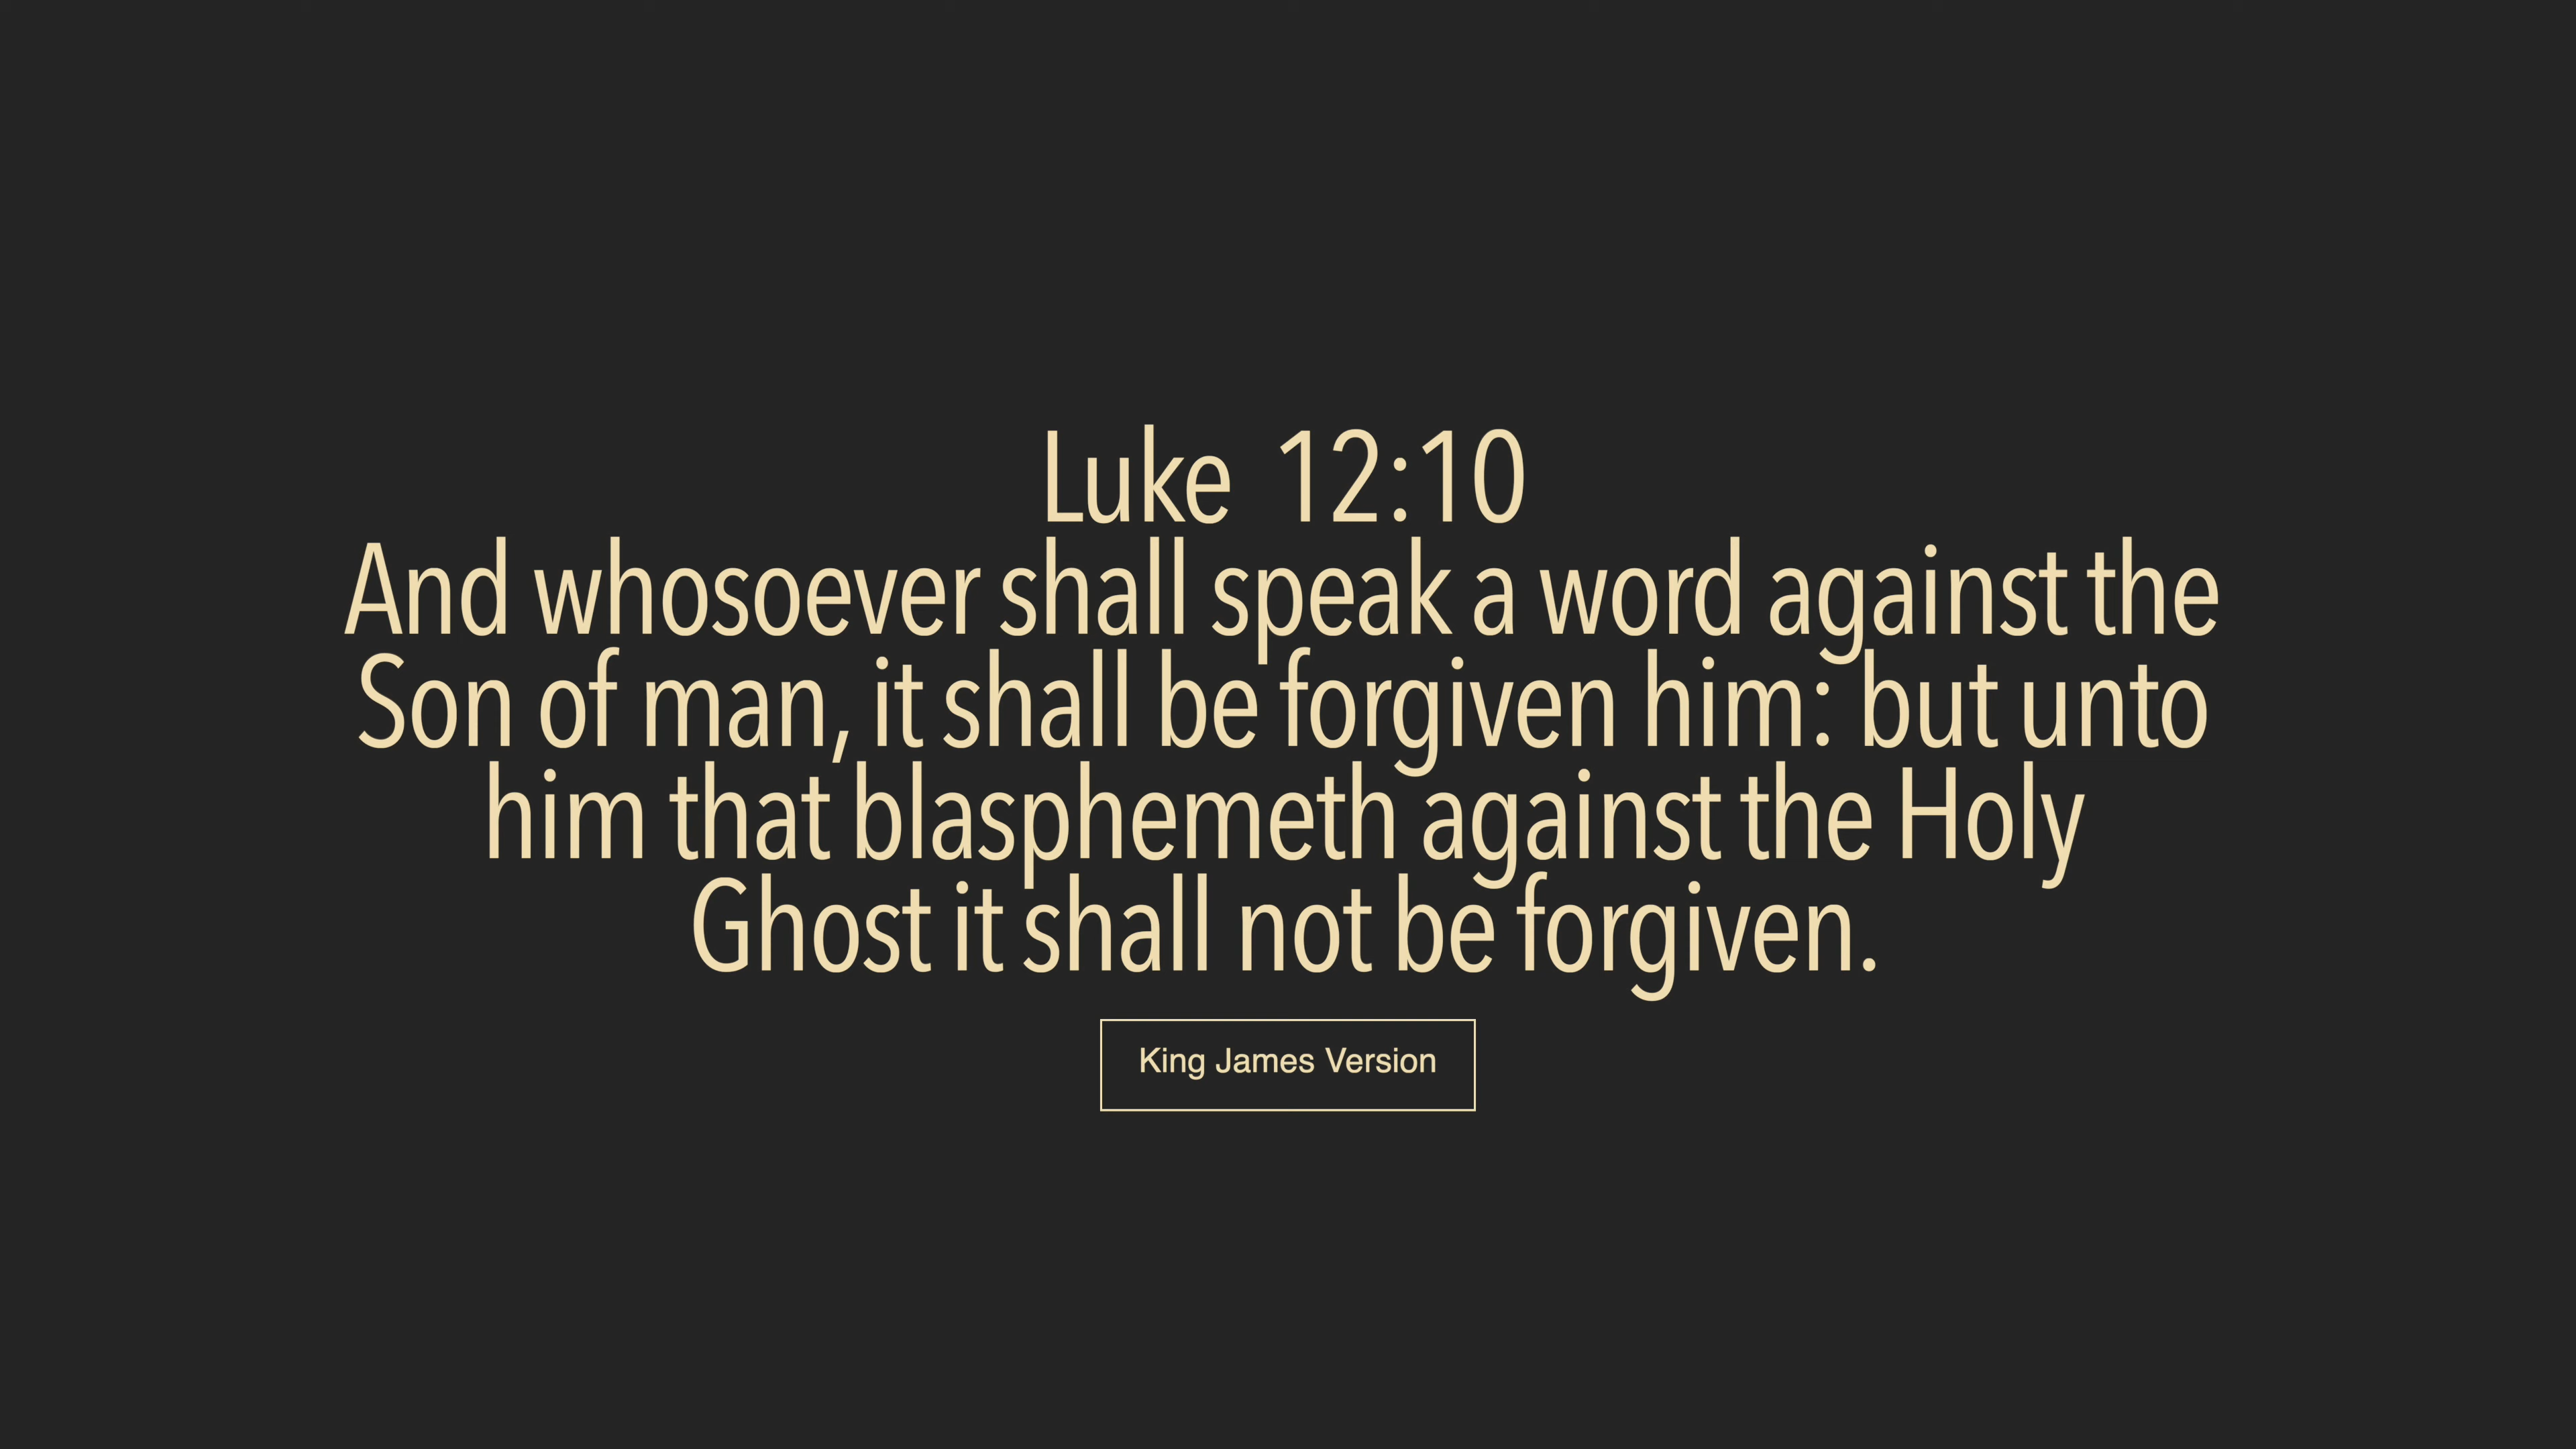 Luke 12:10
And whosoever shall speak a word against the
Son of man, it shall be forgiven him: but unto
him that blasphemeth against the Holy
Ghost it shall not be forgiven.
King James Version